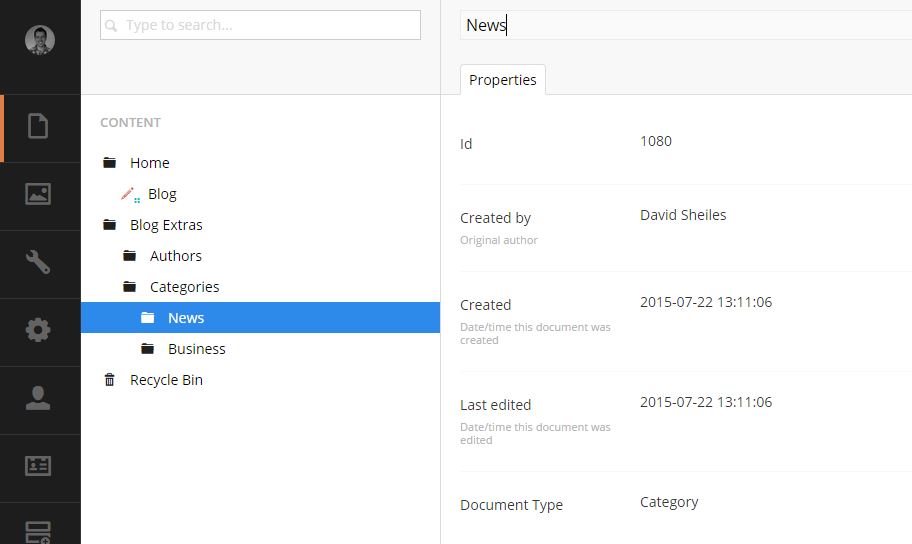 Type to search...
CONTENT
Home
Blog
Blog Extras
Authors
Categories
News
Business
Recycle Bin
News
Properties
Id
1080
Created by
Original author
David Sheiles
Created
Date/time this document was
created
2015-07-22 13:11:06
Last edited
Date/time this document was
edited
2015-07-22 13:11:06
Document Type
Category